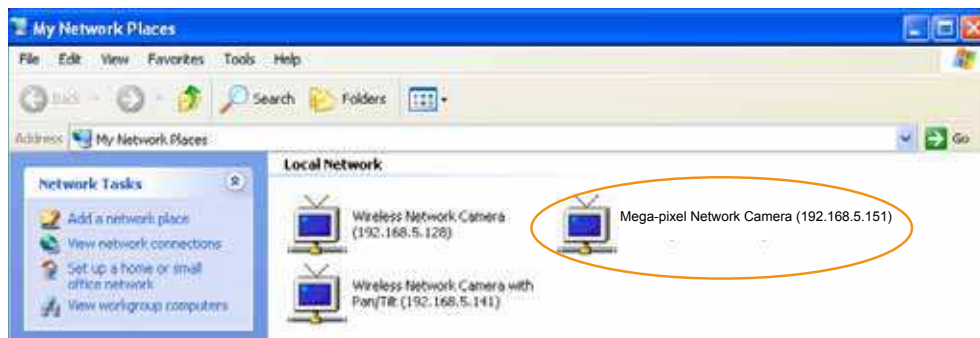 My Network Places
File Edit View Favorites Tools Help
Back Search Folders
Address My Network Places Go
Local Network
Network Tasks
Add a network place
View network connections
Set up a home or small
office network
View workgroup computers
Wireless Network Camera
(192.168.5.128)
Mega-pixel Network Camera (192.168.5.151)
Wireless Network Camera with
Pan/Tilt (192.168.5.141)